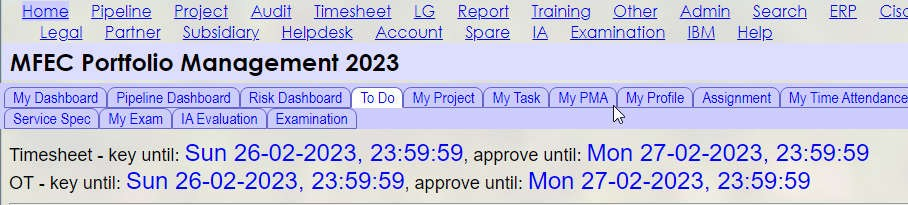 Home Pipeline Project Audit Timesheet LG Report Training Other Admin Search ERP
Legal Partner Subsidiary Helpdesk Account Spare IA Examination IBM Help
MFEC Portfolio Management 2023
My Dashboard Pipeline Dashboard Risk Dashboard To Do My Project My Task My PMA My Profile Assignment My Time Attendance
Service Spec My Exam IA Evaluation Examination
Timesheet - key until: Sun 26-02-2023, 23:59:59, approve until: Mon 27-02-2023, 23:59:59
OT - key until: Sun 26-02-2023, 23:59:59, approve until: Mon 27-02-2023, 23:59:59